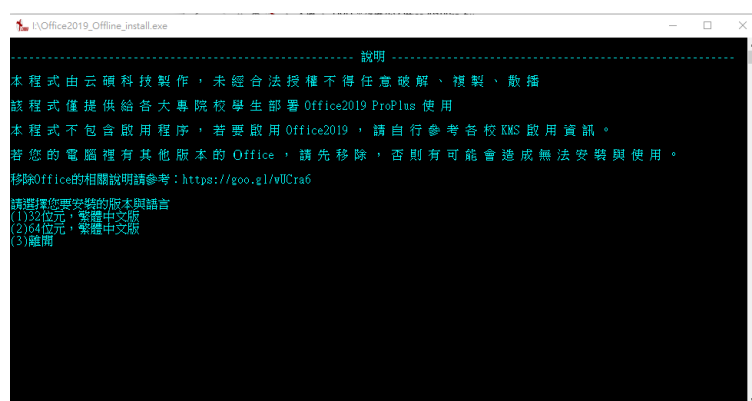 I:\Office2019_Offline_install.exe
說明
本程式由云碩科技製作，未經合法授權不得任意破解、複製、散播
該程式僅提供給各大專院校學生部署Office2019 ProPlus 使用
本程式不包含啟用程序，若要啟用Office2019，請自行參考各校KMS啟用資訊。
若您的電腦裡有其他版本的Office，請先移除，否則有可能會造成無法安裝與使用。
移除Office的相關說明請參考：https://goo.gl/wUCra6
請選擇您要安裝的版本與語言
(1)32位元，繁體中文版
(2)64位元，繁體中文版
(3)離開